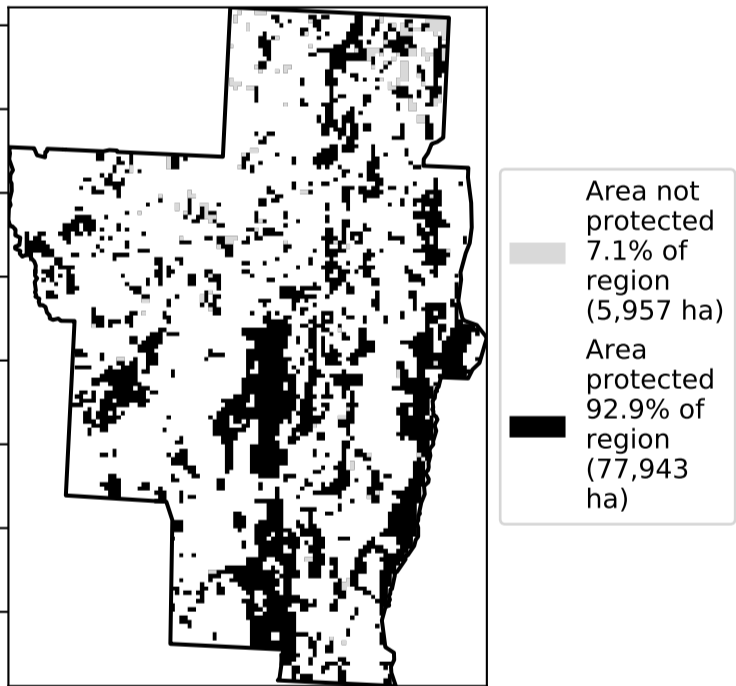 Area not
protected
7.1% of
region
(5,957 ha)
Area
protected
92.9% of
region
(77,943
ha)